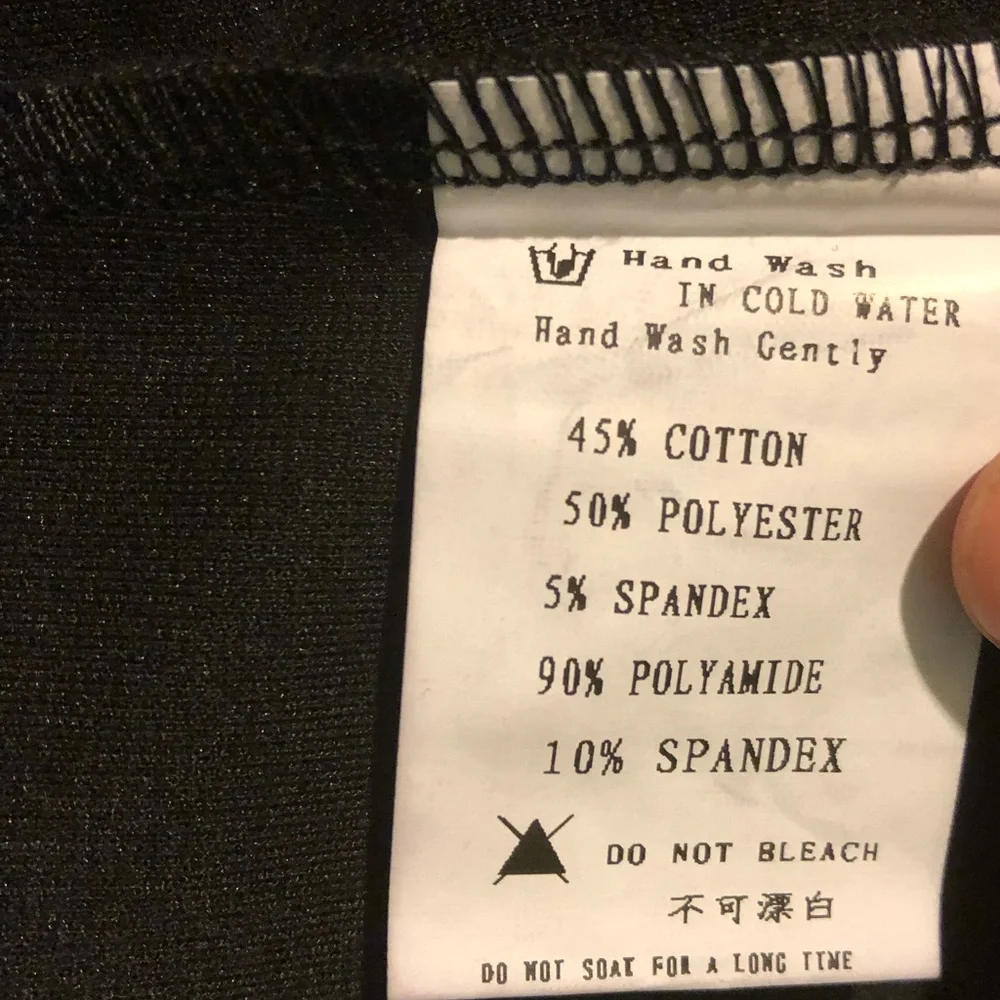 Hand Wash
IN COLD WATER
Hand Wash Gently
45% COTTON
50% POLYESTER
5% SPANDEX
90% POLYAMIDE
10% SPANDEX
DO NOT BLEACH
不可漂白
DO NOT SOAK FOR A LONG TIME